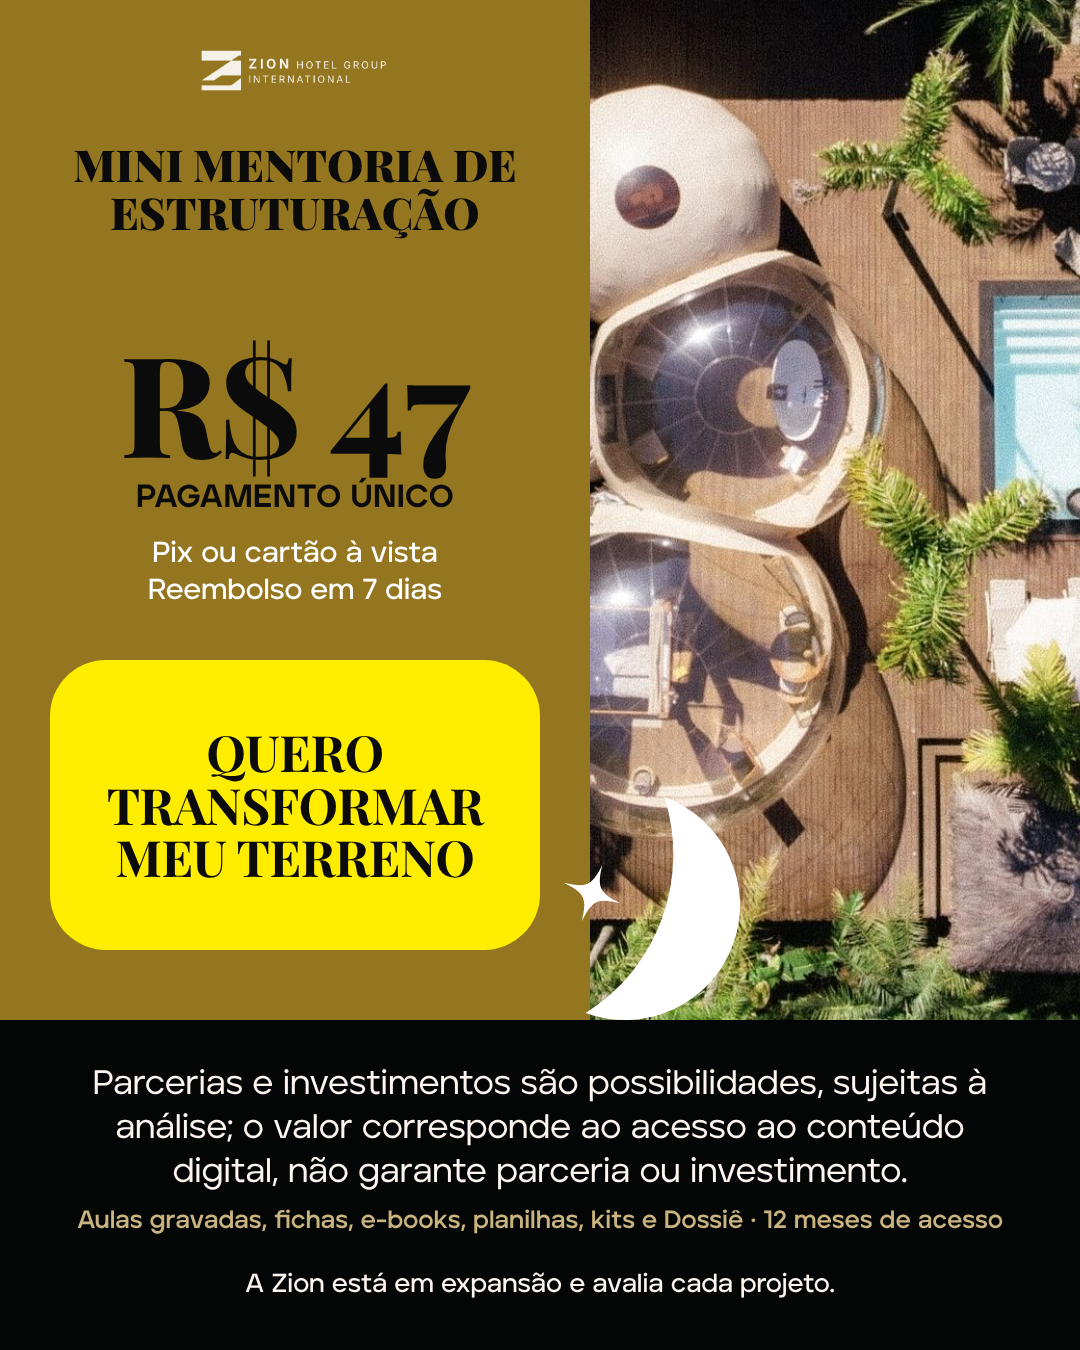 ZION HOTEL GROUP
INTERNATIONAL
MINI MENTORIA DE
ESTRUTURAÇÃO
R$ 47
PAGAMENTO ÚNICO
Pix ou cartão à vista
Reembolso em 7 dias
QUERO
TRANSFORMAR
MEU TERRENO
Parcerias e investimentos são possibilidades, sujeitas à
análise; o valor corresponde ao acesso ao conteúdo
digital, não garante parceria ou investimento.
Aulas gravadas, fichas, e-books, planilhas, kits e Dossiê · 12 meses de acesso
A Zion está em expansão e avalia cada projeto.